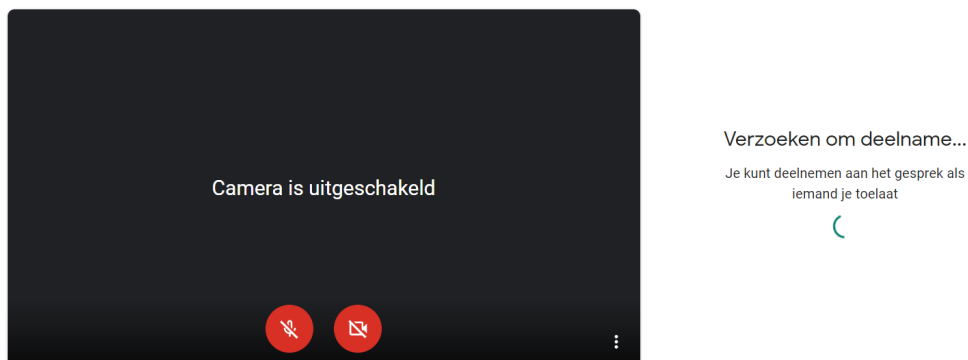 Camera is uitgeschakeld
Verzoeken om deelname...
Je kunt deelnemen aan het gesprek als
iemand je toelaat